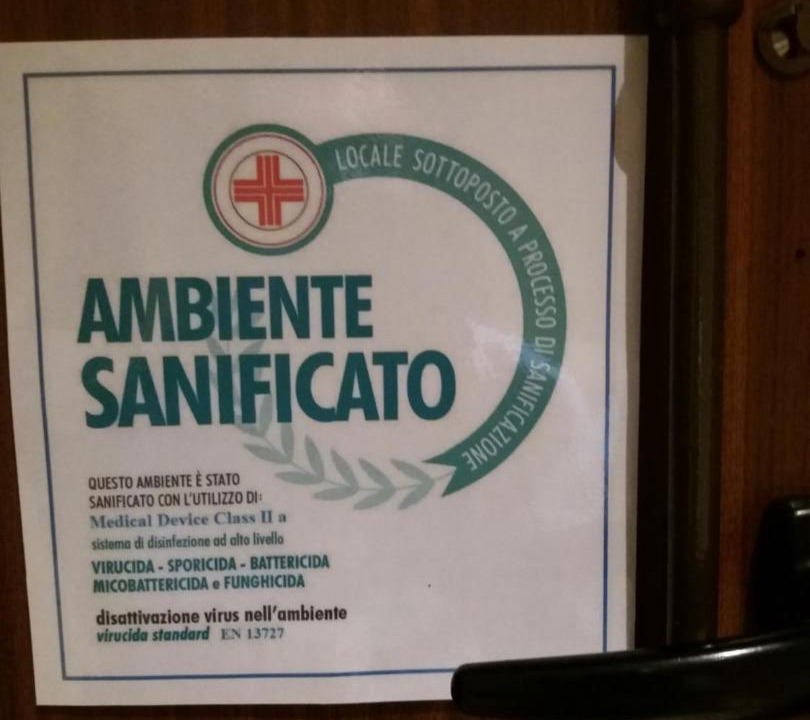 LOCALE SOTTOPOSTO A PROCESSO DI SANIFICAZIONE
AMBIENTE
SANIFICATO
QUESTO AMBIENTE È STATO
SANIFICATO CON L'UTILIZZO DI:
Medical Device Class II a
sistema di disinfezione ad alto livello
VIRUCIDA - SPORICIDA - BATTERICIDA
MICOBATTERICIDA e FUNGHICIDA
disattivazione virus nell'ambiente
virucida standard EN 13727